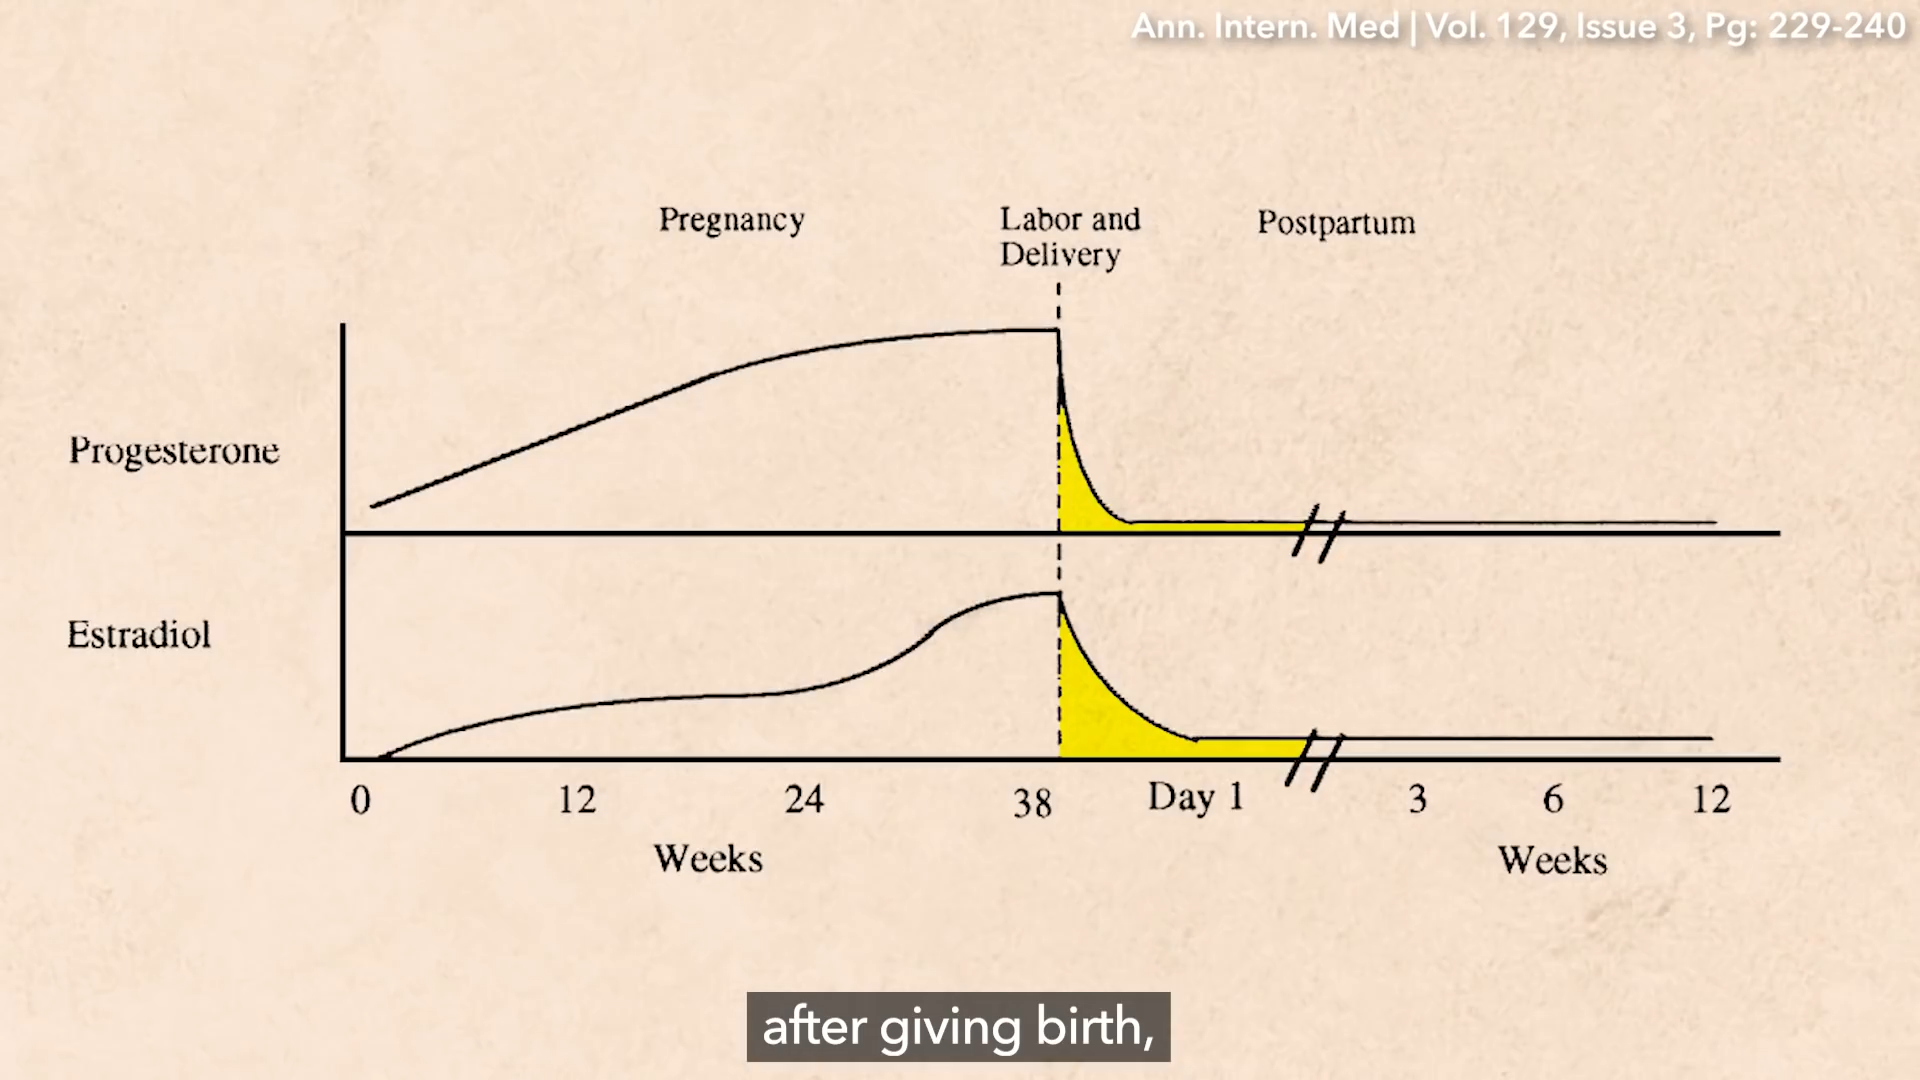 Ann. Intern. Med | Vol. 129, Issue 3, Pg: 229-240
Pregnancy
Labor and
Delivery
Postpartum
Progesterone
Estradiol
0 12 24 38 Day 1 3 6 12
Weeks Weeks
after giving birth,